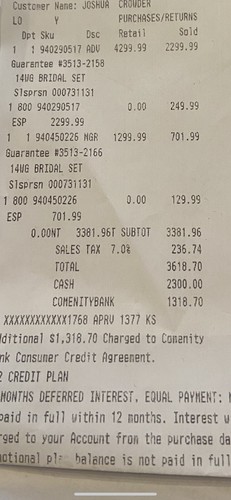 Customer Name: JOSHUA CROWDER
LO Y PURCHASES/RETURNS
Dpt Sku Dsc Retail Sold
1 1 940290517 ADV 4299.99 2299.99
Guarantee #3513-2158
14WG BRIDAL SET
Slsprsn 000731131
1 800 940290517 0.00 249.99
ESP 2299.99
1 1 940450226 NGR 1299.99 701.99
Guarantee #3513-2166
14WG BRIDAL SET
Slsprsn 000731131
1 800 940450226 0.00 129.99
ESP 701.99
0.00NT 3381.96T SUBTOT 3381.96
SALES TAX 7.0% 236.74
TOTAL 3618.70
CASH 2300.00
COMENITYBANK 1318.70
XXXXXXXXXXXX1768 APRV 1377 KS
dditional $1,318.70 Charged to Comenity
nk Consumer Credit Agreement.
2 CREDIT PLAN
MONTHS DEFERRED INTEREST, EQUAL PAYMENT:
paid in full within 12 months. Interest w
rged to your Account from the purchase da
otional balance is not paid in full